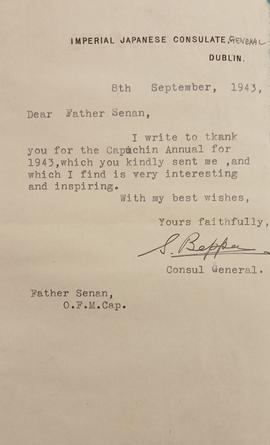 IMPERIAL JAPANESE CONSULATE, GENERAL
DUBLIN.
8th September, 1943,
Dear Father Senan,
I write to tkank
you for the Capuchin Annual for
1943,which you kindly sent me ,and
which I find is very interesting
and inspiring.
With my best wishes,
Yours faithfully,
S. Beppu
Consul General.
Father Senan,
O.F.M.Cap.